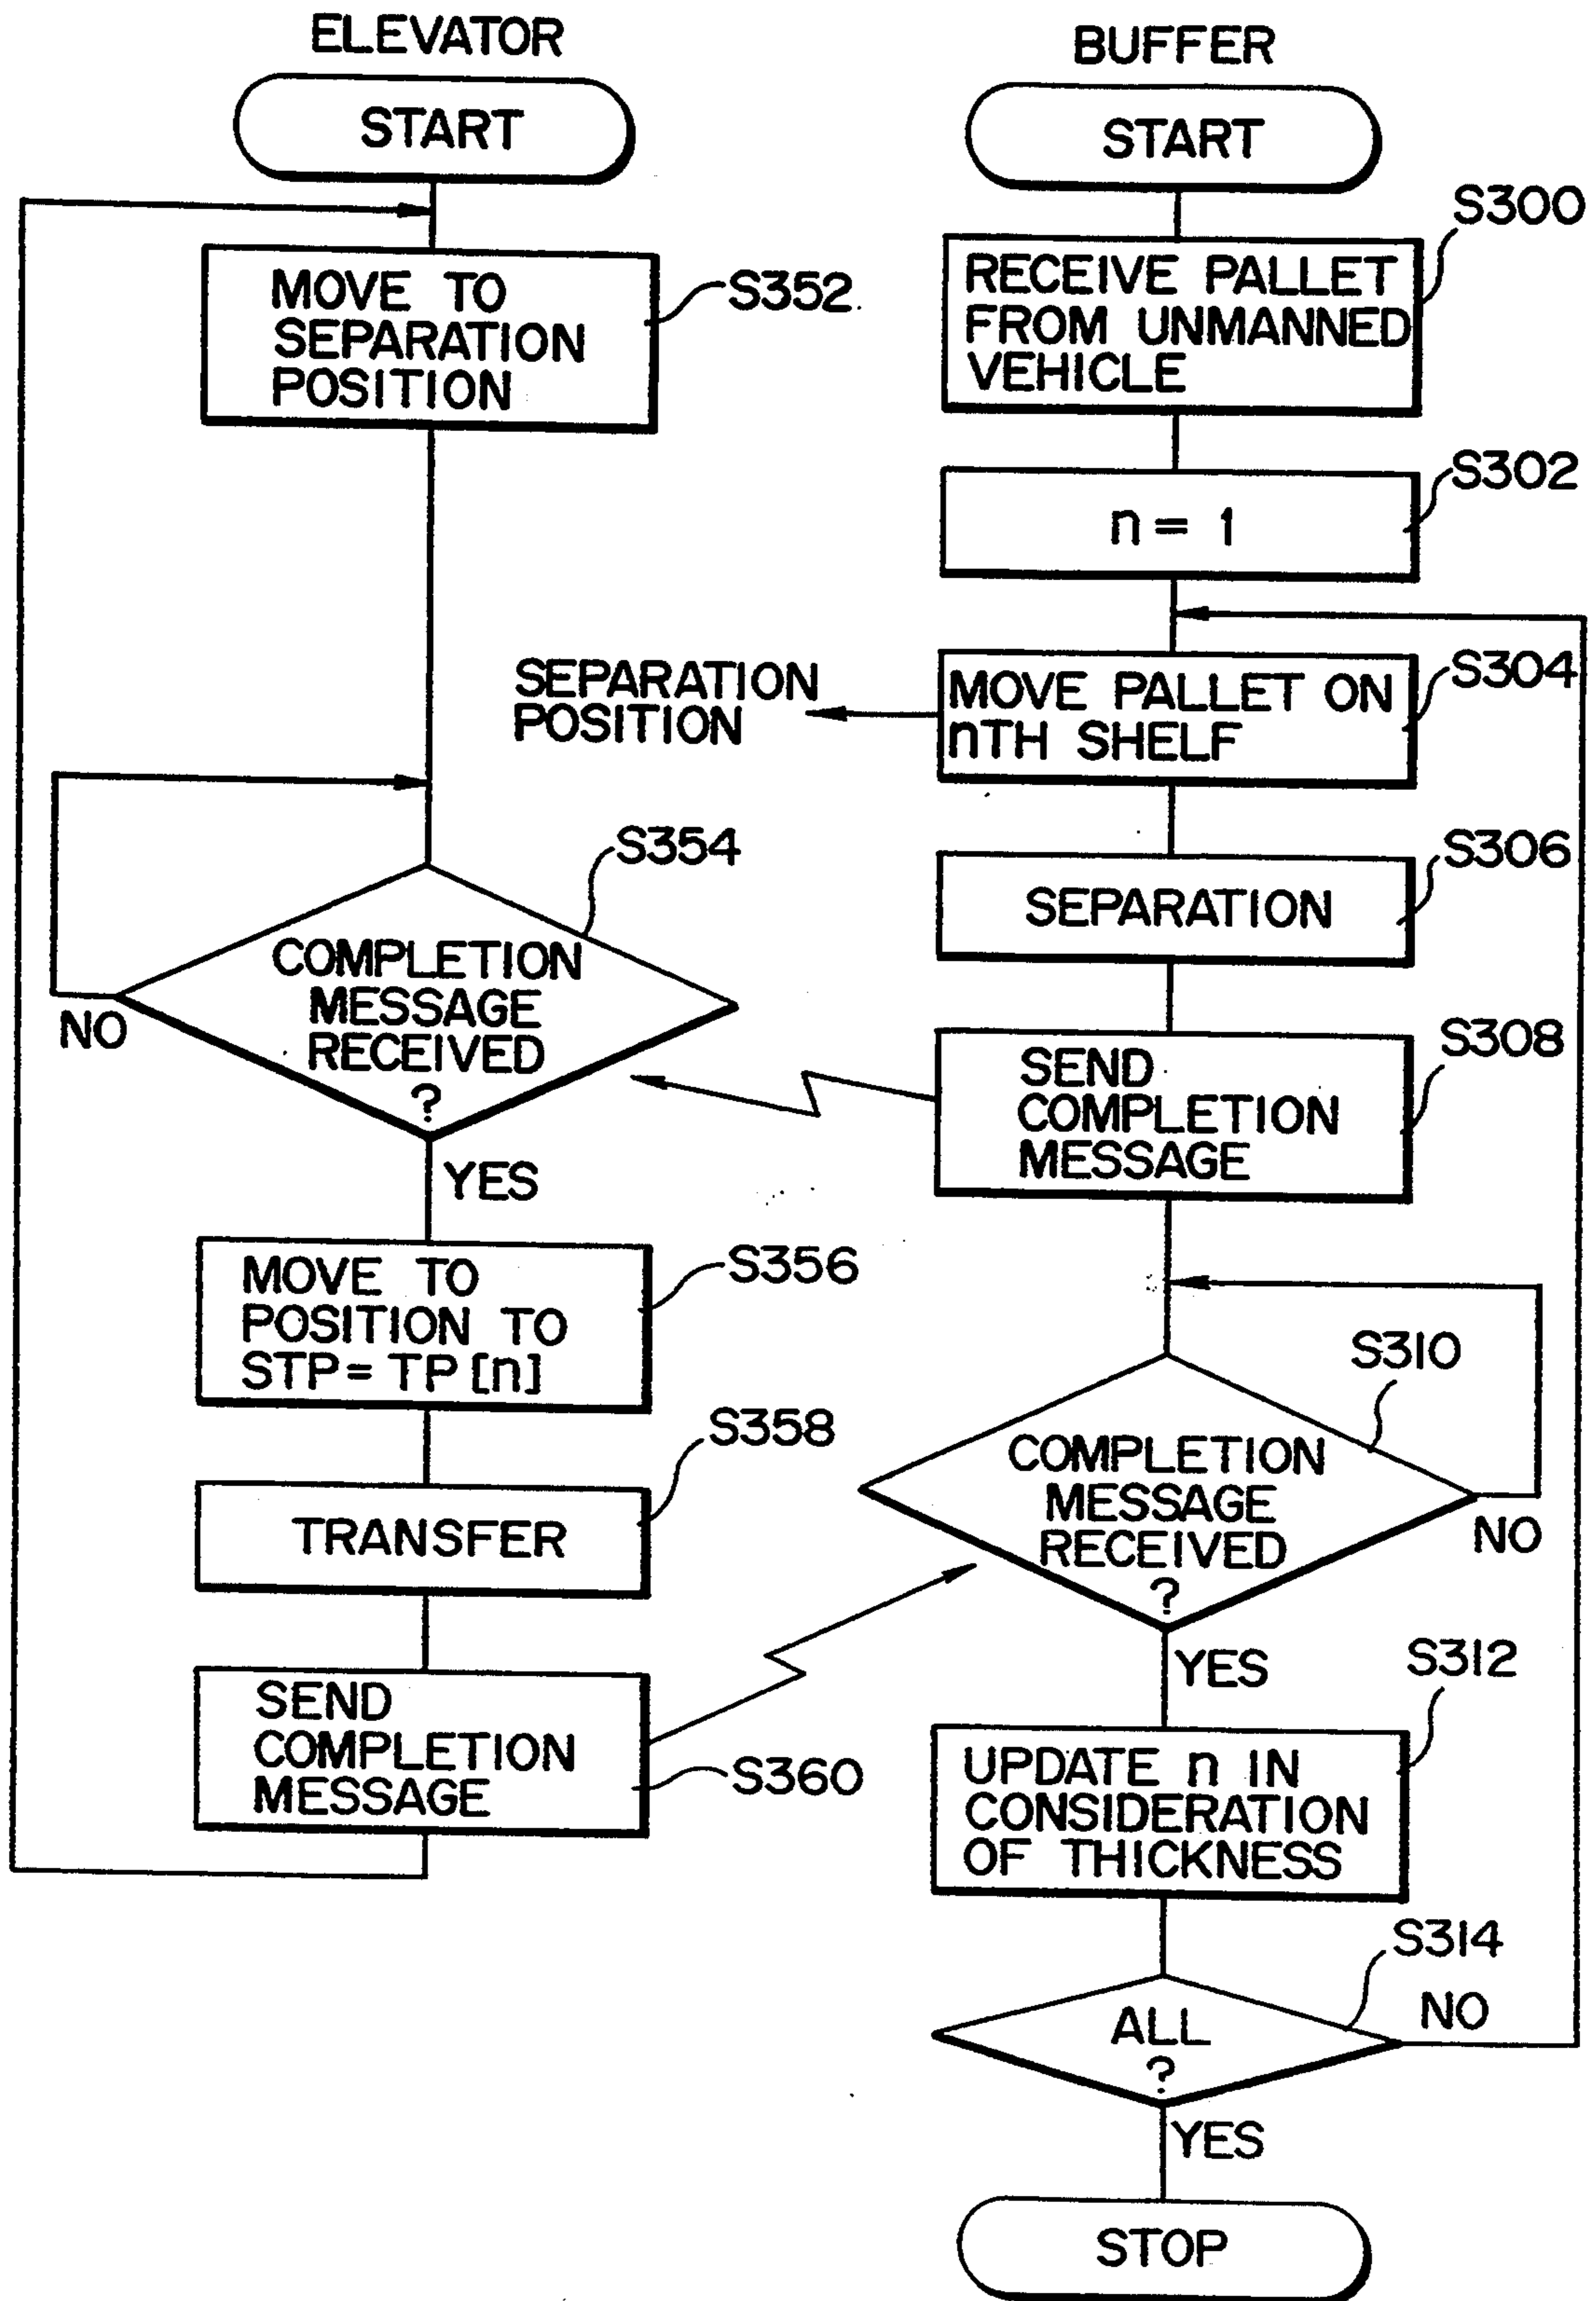 ELEVATOR
START
MOVE TO
SEPARATION
POSITION
S352
S354
COMPLETION
MESSAGE
RECEIVED
?
NO
YES
MOVE TO
POSITION TO
STP = TP [n]
S356
S358
TRANSFER
SEND
COMPLETION
MESSAGE
S360
BUFFER
START
S300
RECEIVE PALLET
FROM UNMANNED
VEHICLE
S302
n = 1
SEPARATION
POSITION
S304
MOVE PALLET ON
nTH SHELF
S306
SEPARATION
S308
SEND
COMPLETION
MESSAGE
S310
COMPLETION
MESSAGE
RECEIVED
?
NO
YES
S312
UPDATE n IN
CONSIDERATION
OF THICKNESS
S314
ALL
?
NO
YES
STOP